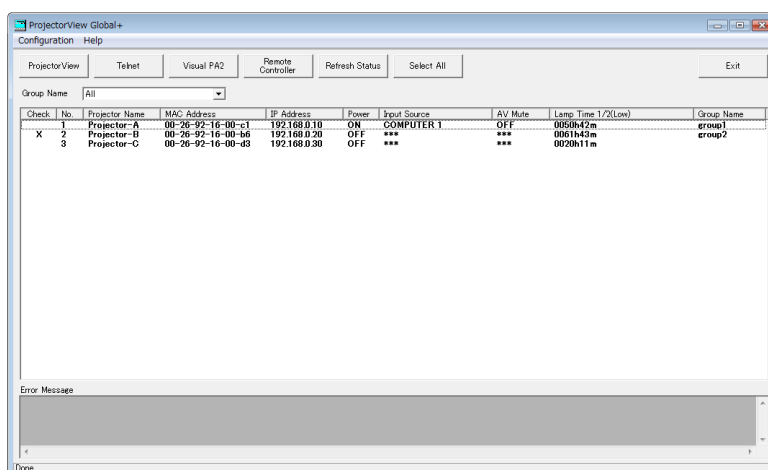 ProjectorView Global+
Configuration Help
ProjectorView Telnet Visual PA2 Remote Controller Refresh Status Select All Exit
Group Name All
Check No. Projector Name MAC Address IP Address Power Input Source AV Mute Lamp Time 1/2(Low) Group Name
1 Projector-A 00-26-92-16-00-c1 192.168.0.10 ON COMPUTER 1 OFF 0050h42m group1
X 2 Projector-B 00-26-92-16-00-b6 192.168.0.20 OFF *** *** 0061h43m group2
3 Projector-C 00-26-92-16-00-d3 192.168.0.30 OFF *** *** 0020h11m
Error Message
Done